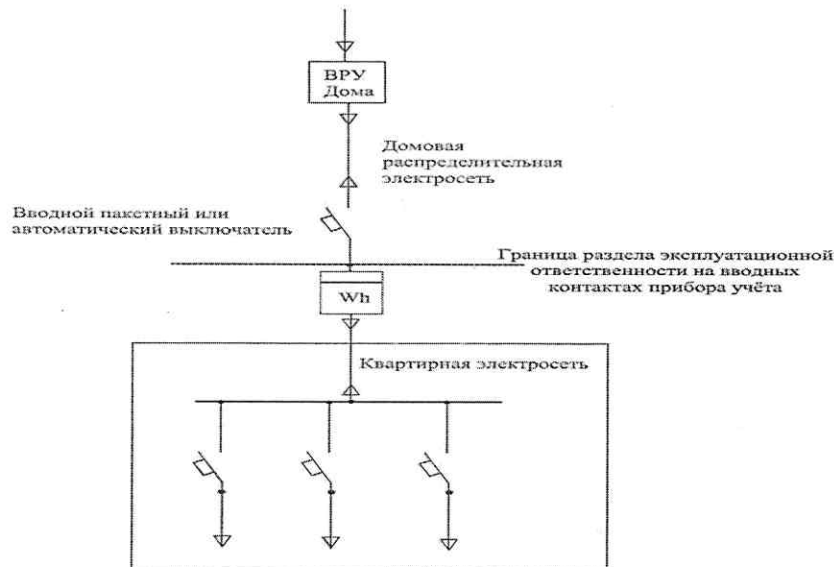 ВРУ
Дома
Домовая
распределительная
электросеть
Вводной пакетный или
автоматический выключатель
Граница раздела эксплуатационной
ответственности на вводных
контактах прибора учёта
Wh
Квартирная электросеть